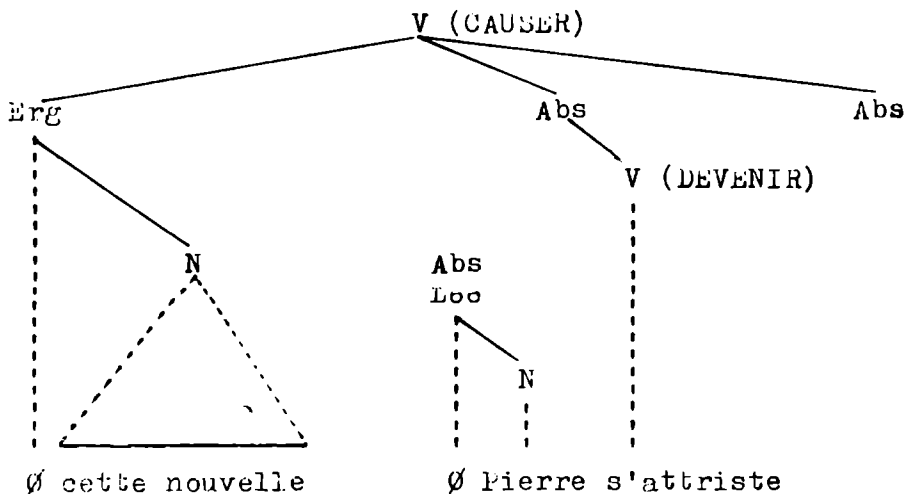 V (CAUSER)
Erg Abs Abs
V (DEVENIR)
N Abs
Loc
N
Ø cette nouvelle Ø Pierre s'attriste